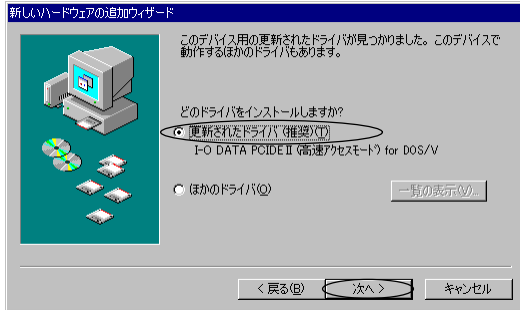 新しいハードウェアの追加ウィザード
このデバイス用の更新されたドライバが見つかりました。このデバイスで
動作するほかのドライバもあります。
どのドライバをインストールしますか?
更新されたドライバ (推奨)(T)
I-O DATA PCIDEⅡ (高速アクセスモード) for DOS/V
ほかのドライバ(O)
一覧の表示(V)...
< 戻る(B)
次へ >
キャンセル